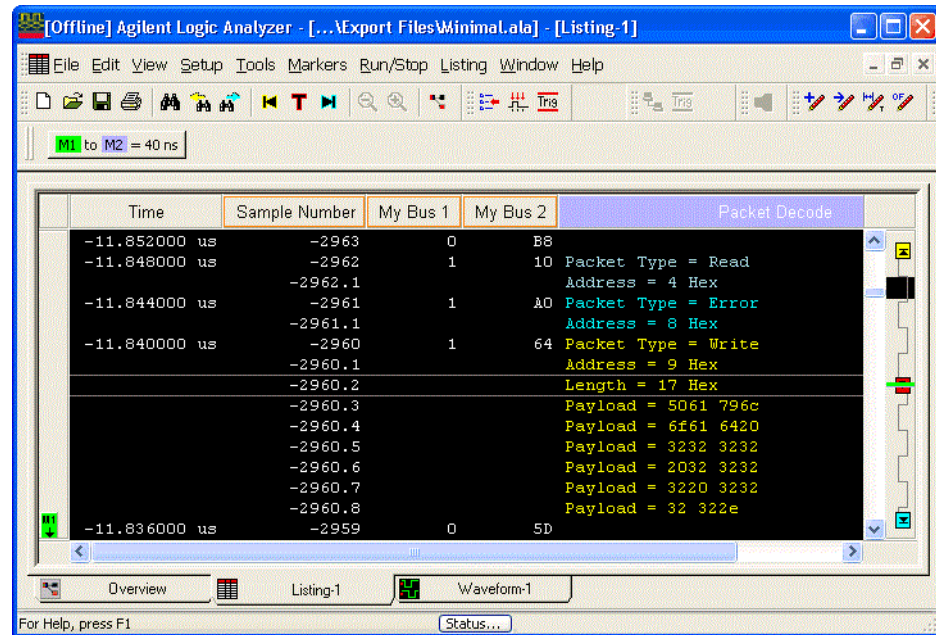 [Offline] Agilent Logic Analyzer - [...\Export Files\Minimal.ala] - [Listing-1]
File Edit View Setup Tools Markers Run/Stop Listing Window Help
T Trig Trig OF
M1 to M2 = 40 ns
Time Sample Number My Bus 1 My Bus 2 Packet Decode
-11.852000 us -2963 0 B8
-11.848000 us -2962 1 10 Packet Type = Read
-2962.1 Address = 4 Hex
-11.844000 us -2961 1 A0 Packet Type = Error
-2961.1 Address = 8 Hex
-11.840000 us -2960 1 64 Packet Type = Write
-2960.1 Address = 9 Hex
-2960.2 Length = 17 Hex
-2960.3 Payload = 5061 796c
-2960.4 Payload = 6f61 6420
-2960.5 Payload = 3232 3232
-2960.6 Payload = 2032 3232
-2960.7 Payload = 3220 3232
-2960.8 Payload = 32 322e
M1 -11.836000 us -2959 0 5D
Overview Listing-1 Waveform-1
For Help, press F1 Status...